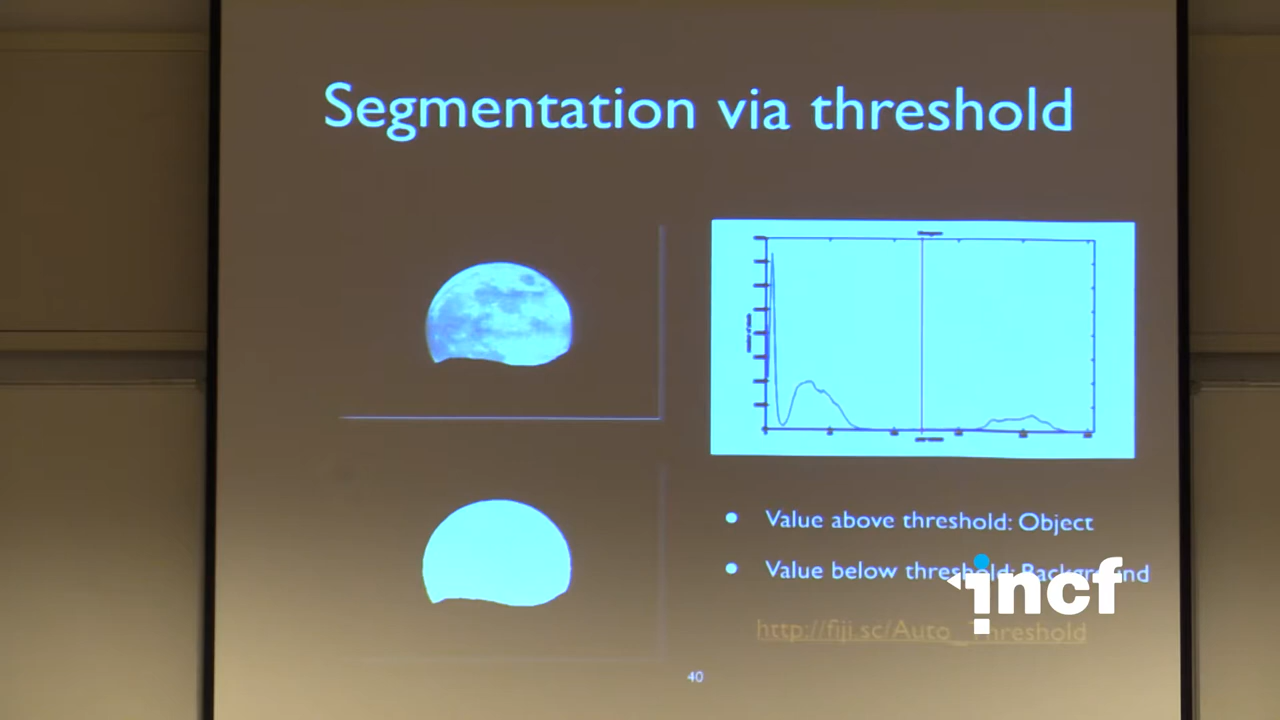 Segmentation via threshold
Value above threshold: Object
Value below threshold: Background
incf
http://fiji.sc/Auto_Threshold
40